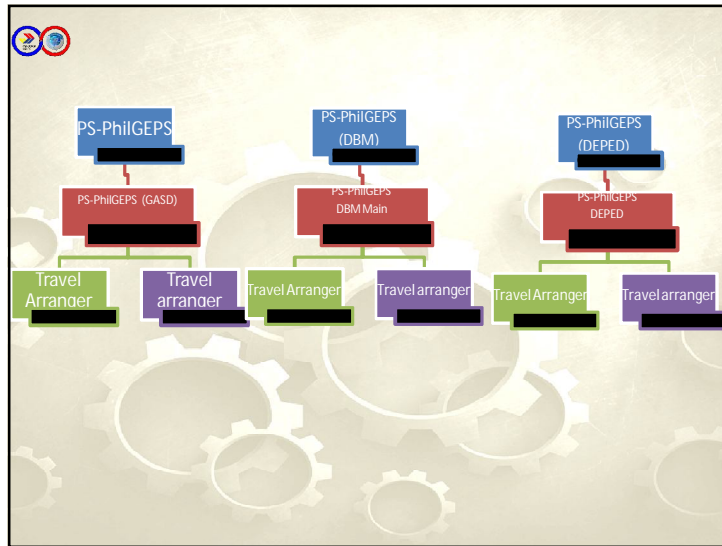 PS-PhilGEPS
PS-PhilGEPS (GASD)
Travel
Arranger
Travel
arranger
PS-PhilGEPS
(DBM)
PS-PhilGEPS
DBM Main
Travel Arranger
Travel arranger
PS-PhilGEPS
(DEPED)
PS-PhilGEPS
DEPED
Travel Arranger
Travel arranger